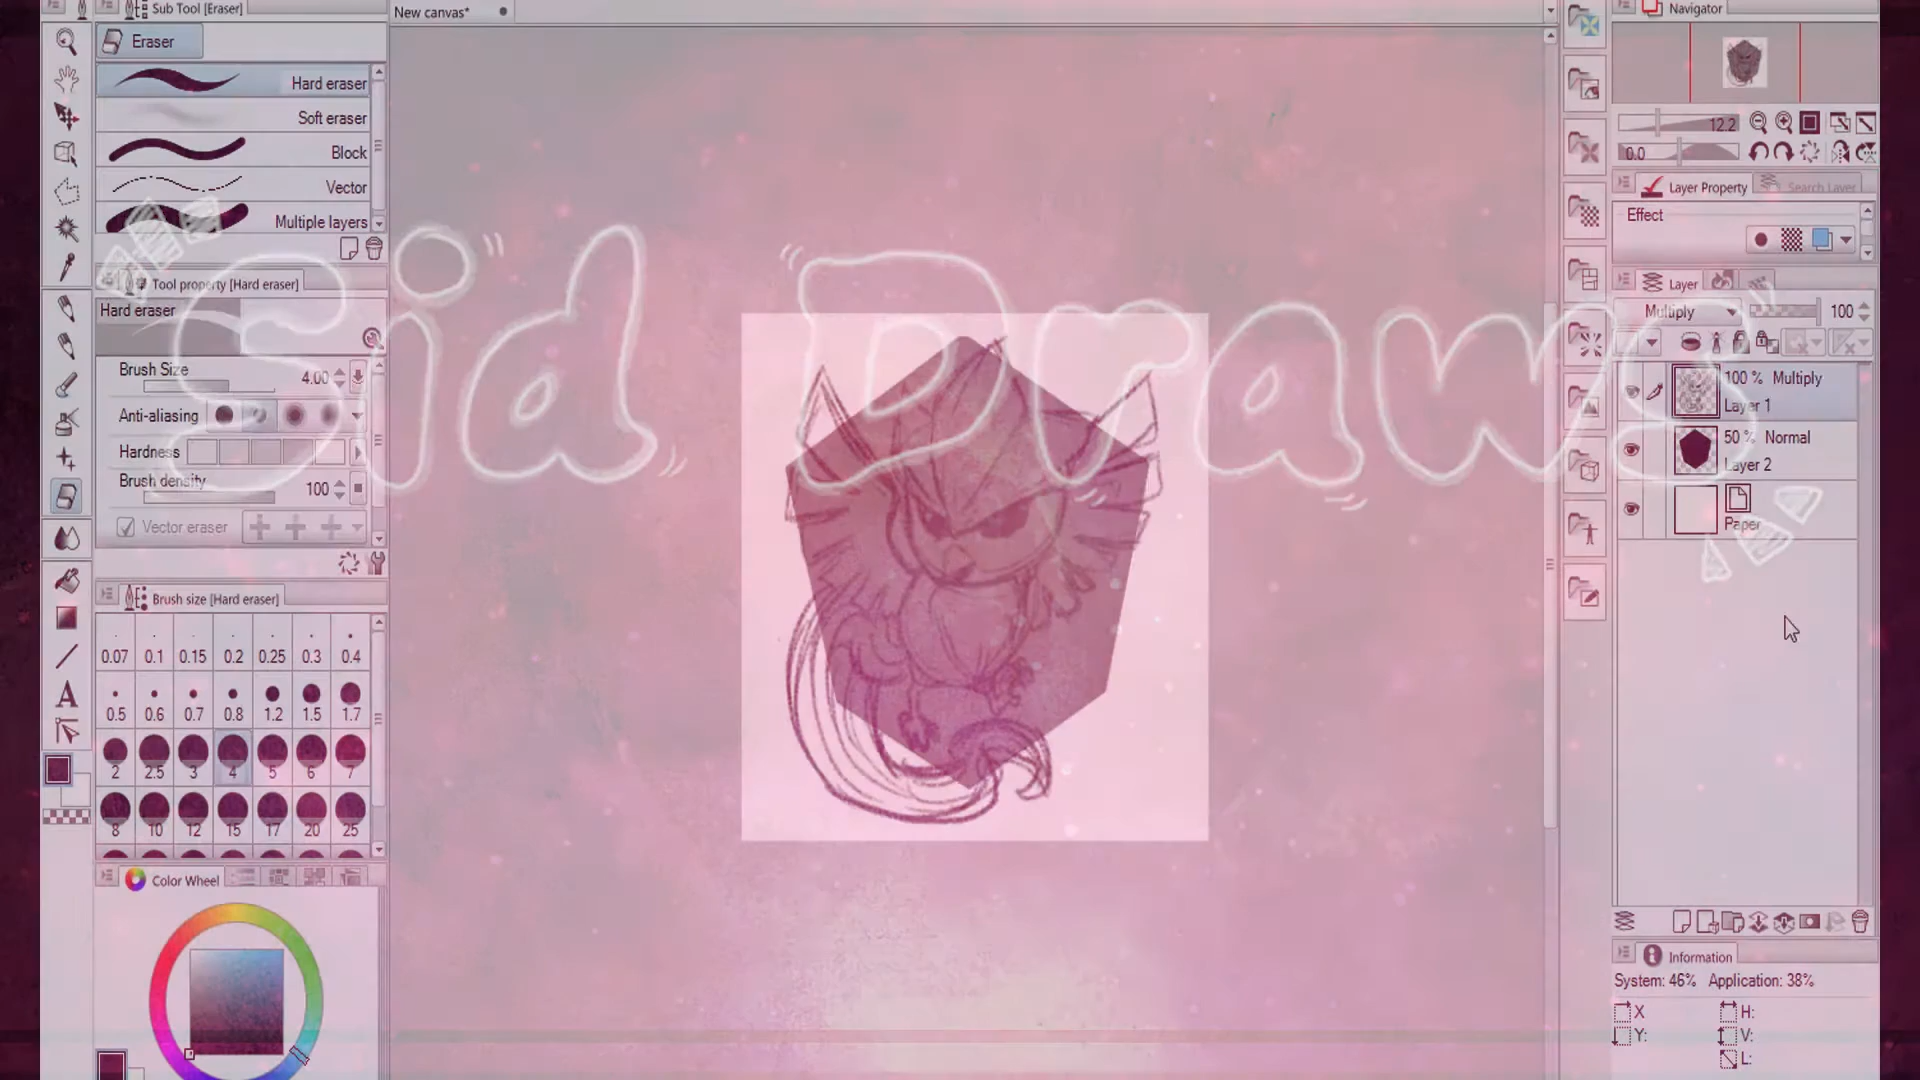 Sub Tool [Eraser]
New canvas*
Navigator
Eraser
Hard eraser
Soft eraser
Block
Vector
Multiple layers
12.2
0.0
Layer Property
Search Layer
Effect
Sid Draws
Tool property [Hard eraser]
Hard eraser
Brush Size
4.00
Anti-aliasing
Hardness
Brush density
100
Vector eraser
Layer
Multiply
100
100 % Multiply
Layer 1
50 % Normal
Layer 2
Paper
Brush size [Hard eraser]
0.07 0.1 0.15 0.2 0.25 0.3 0.4
0.5 0.6 0.7 0.8 1.2 1.5 1.7
2 2.5 3 4 5 6 7
8 10 12 15 17 20 25
Color Wheel
Information
System: 46% Application: 38%
X
H:
Y:
V:
L: